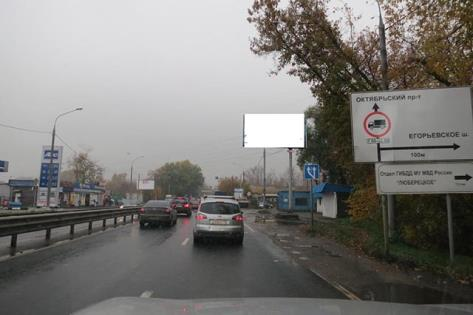 ОКТЯБРЬСКИЙ пр-т
ЕГОРЬЕВСКОЕ ш.
100м
Отдел ГИБДД МУ МВД России
"ЛЮБЕРЕЦКОЕ"